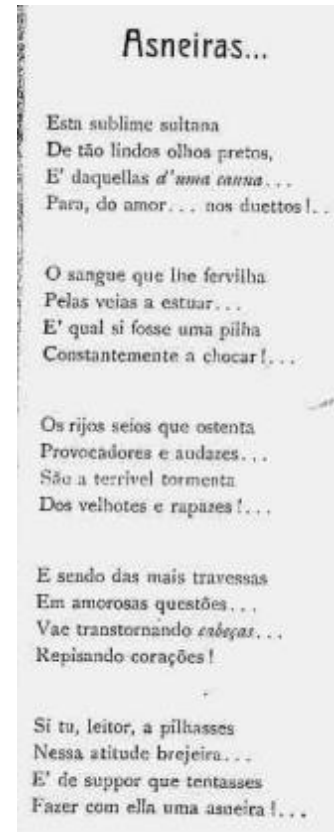 Asneiras...
Esta sublime sultana
De tão lindos olhos pretos,
E' daquellas d'uma canna...
Para, do amor... nos duettos!..
O sangue que lhe fervilha
Pelas veias a estuar...
E' qual si fosse uma pilha
Constantemente a chocar!...
Os rijos seios que ostenta
Provocadores e audazes...
São a terrivel tormenta
Dos velhotes e rapazes!...
E sendo das mais travessas
Em amorosas questões...
Vae transtornando cabeças...
Repisando corações!
Si tu, leitor, a pilhasses
Nessa atitude brejeira...
E' de suppor que tentasses
Fazer com ella uma asneira!...